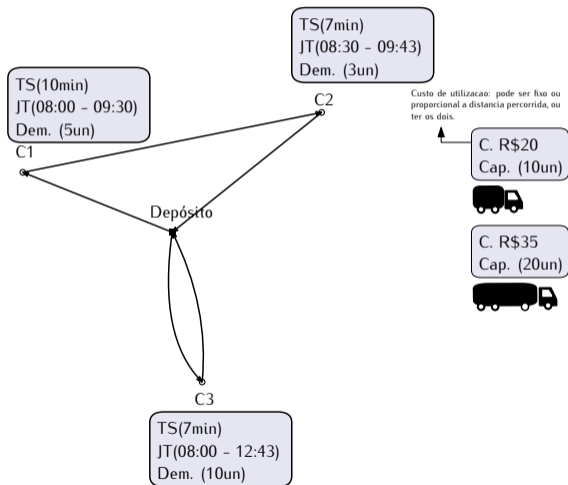 TS(7min)
JT(08:30 - 09:43)
Dem. (3un)
C2
TS(10min)
JT(08:00 - 09:30)
Dem. (5un)
C1
Custo de utilizacao: pode ser fixo ou
proporcional a distancia percorrida, ou
ter os dois.
C. R$20
Cap. (10un)
Depósito
C. R$35
Cap. (20un)
C3
TS(7min)
JT(08:00 - 12:43)
Dem. (10un)